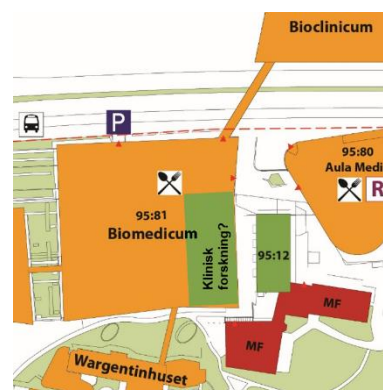 Bioclinicum
P
95:80
Aula Medi
R
95:81
Biomedicum
Klinisk
forskning?
95:12
MF
MF
Wargentinhuset